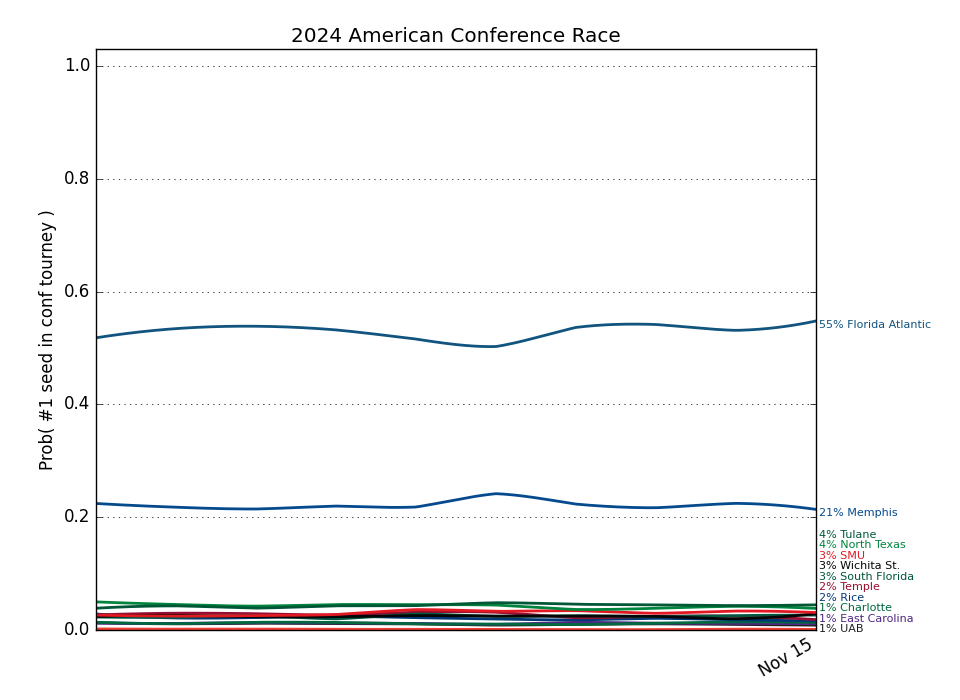 2024 American Conference Race
Prob( #1 seed in conf tourney )
1.0
0.8
0.6
0.4
0.2
0.0
55% Florida Atlantic
21% Memphis
4% Tulane
4% North Texas
3% SMU
3% Wichita St.
3% South Florida
2% Temple
2% Rice
1% Charlotte
1% East Carolina
1% UAB
Nov 15